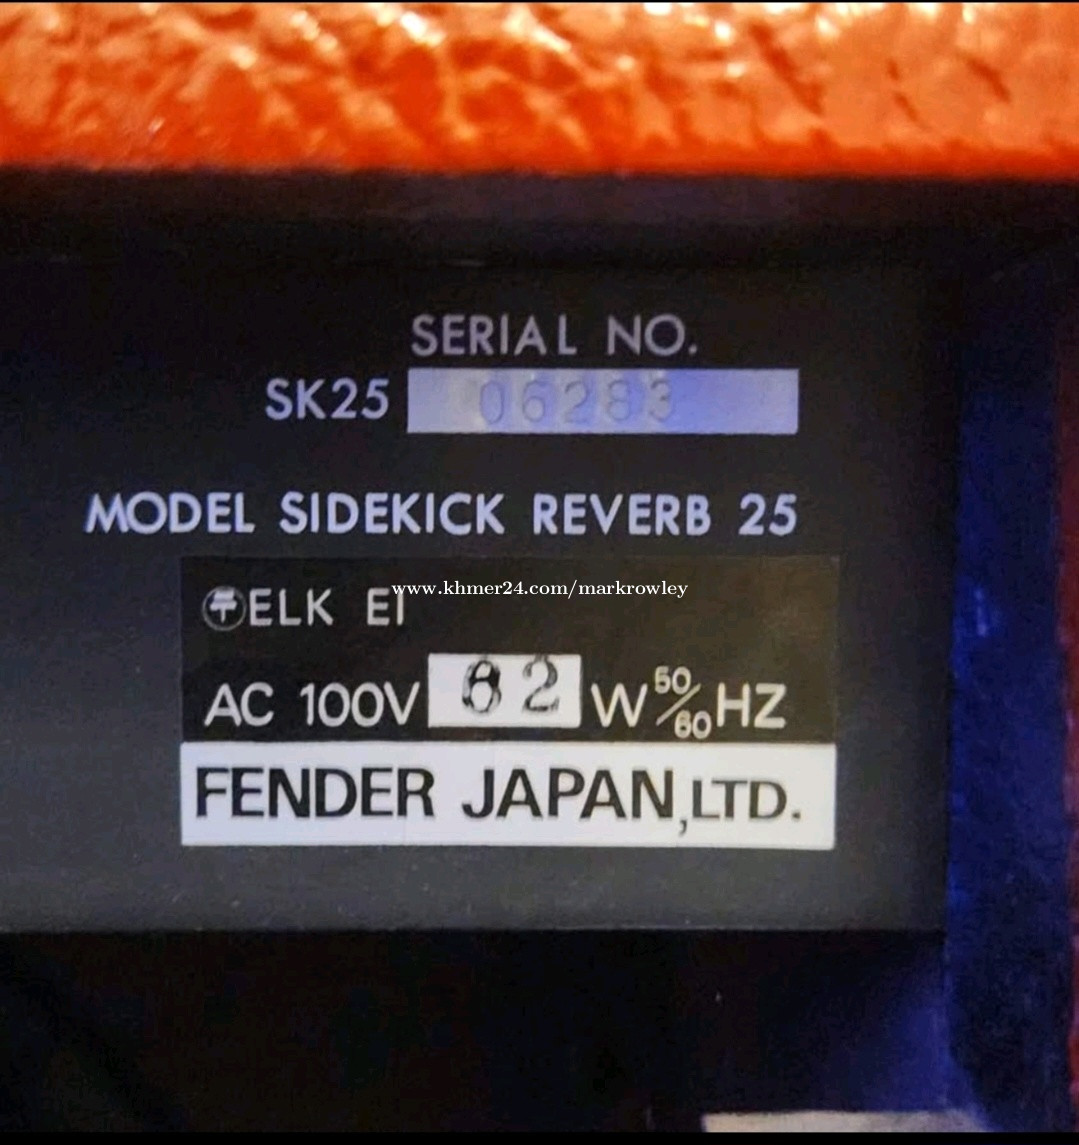 SERIAL NO.
SK25 06283
MODEL SIDEKICK REVERB 25
www.khmer24.com/markrowley
ELK EI
AC 100V 62 W 50/60 HZ
FENDER JAPAN, LTD.